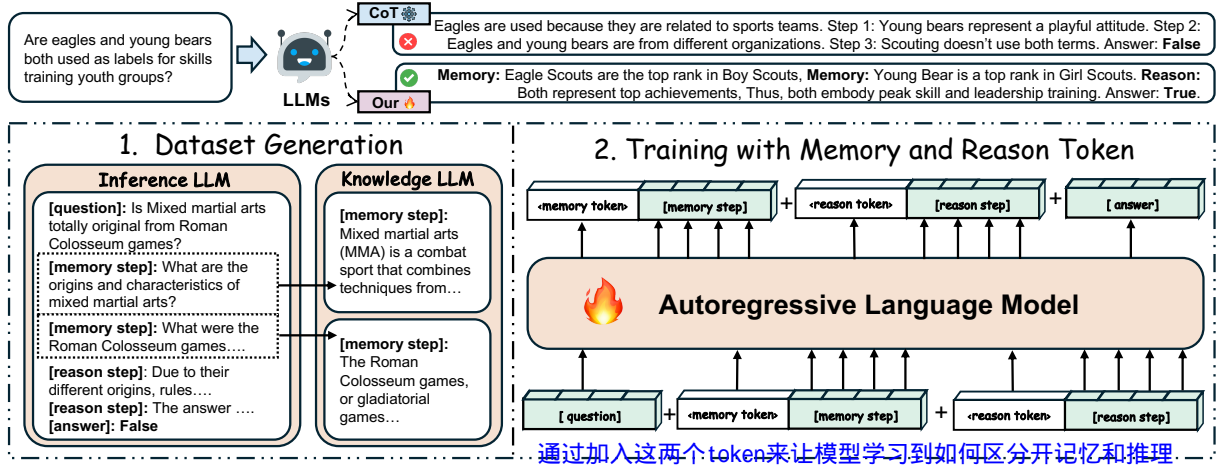 Are eagles and young bears
both used as labels for skills
training youth groups?
LLMs
CoT
Eagles are used because they are related to sports teams. Step 1: Young bears represent a playful attitude. Step 2:
Eagles and young bears are from different organizations. Step 3: Scouting doesn't use both terms. Answer: False
Our
Memory: Eagle Scouts are the top rank in Boy Scouts, Memory: Young Bear is a top rank in Girl Scouts. Reason:
Both represent top achievements, Thus, both embody peak skill and leadership training. Answer: True.
1. Dataset Generation
Inference LLM
[question]: Is Mixed martial arts
totally original from Roman
Colosseum games?
[memory step]: What are the
origins and characteristics of
mixed martial arts?
[memory step]: What were the
Roman Colosseum games….
[reason step]: Due to their
different origins, rules….
[reason step]: The answer ….
[answer]: False
Knowledge LLM
[memory step]:
Mixed martial arts
(MMA) is a combat
sport that combines
techniques from…
[memory step]:
The Roman
Colosseum games,
or gladiatorial
games…
2. Training with Memory and Reason Token
<memory token> [memory step] + <reason token> [reason step] + [ answer]
Autoregressive Language Model
[ question] + <memory token> [memory step] + <reason token> [reason step]
通过加入这两个token来让模型学习到如何区分开记忆和推理